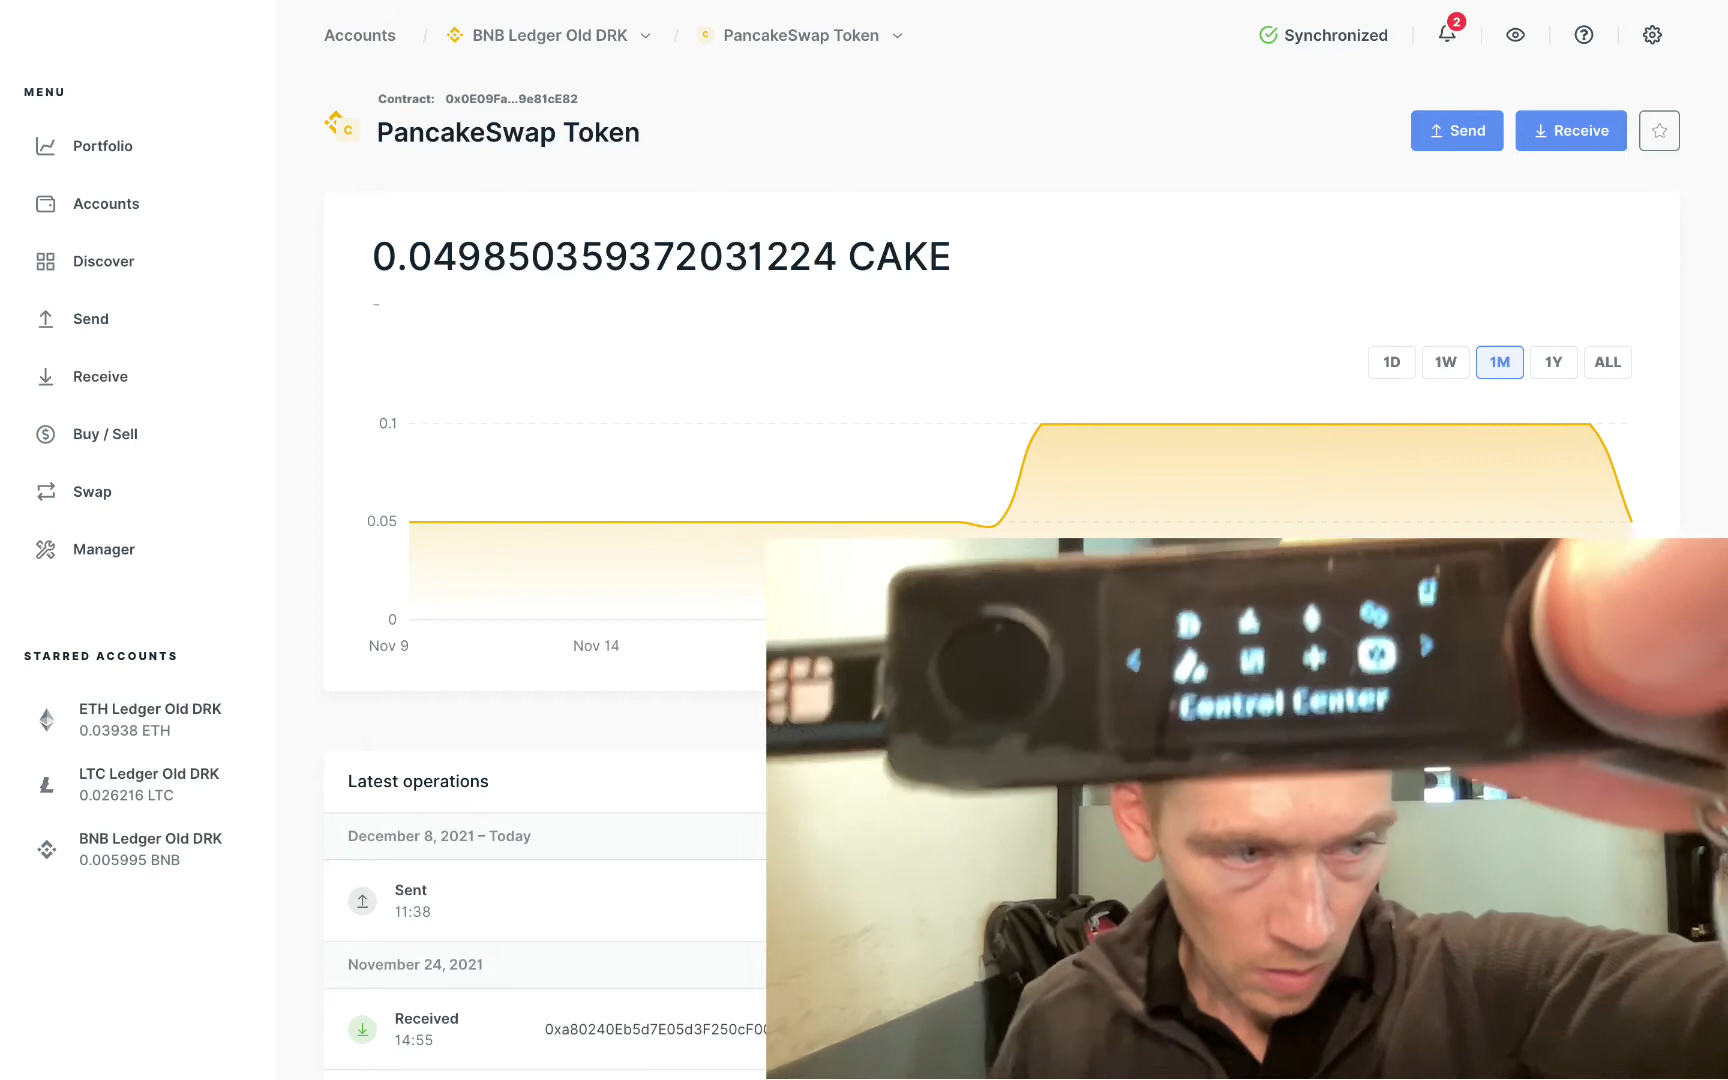 Accounts / BNB Ledger Old DRK / C PancakeSwap Token
Synchronized
2
MENU
Portfolio
Accounts
Discover
Send
Receive
Buy / Sell
Swap
Manager
STARRED ACCOUNTS
ETH Ledger Old DRK
0.03938 ETH
LTC Ledger Old DRK
0.026216 LTC
BNB Ledger Old DRK
0.005995 BNB
Contract: 0x0E09Fa...9e81cE82
C PancakeSwap Token
Send
Receive
0.049850359372031224 CAKE
–
1D 1W 1M 1Y ALL
0.1
0.05
0
Nov 9 Nov 14
Latest operations
December 8, 2021 – Today
Sent
11:38
November 24, 2021
Received
14:55
0xa80240Eb5d7E05d3F250cF00
Control Center